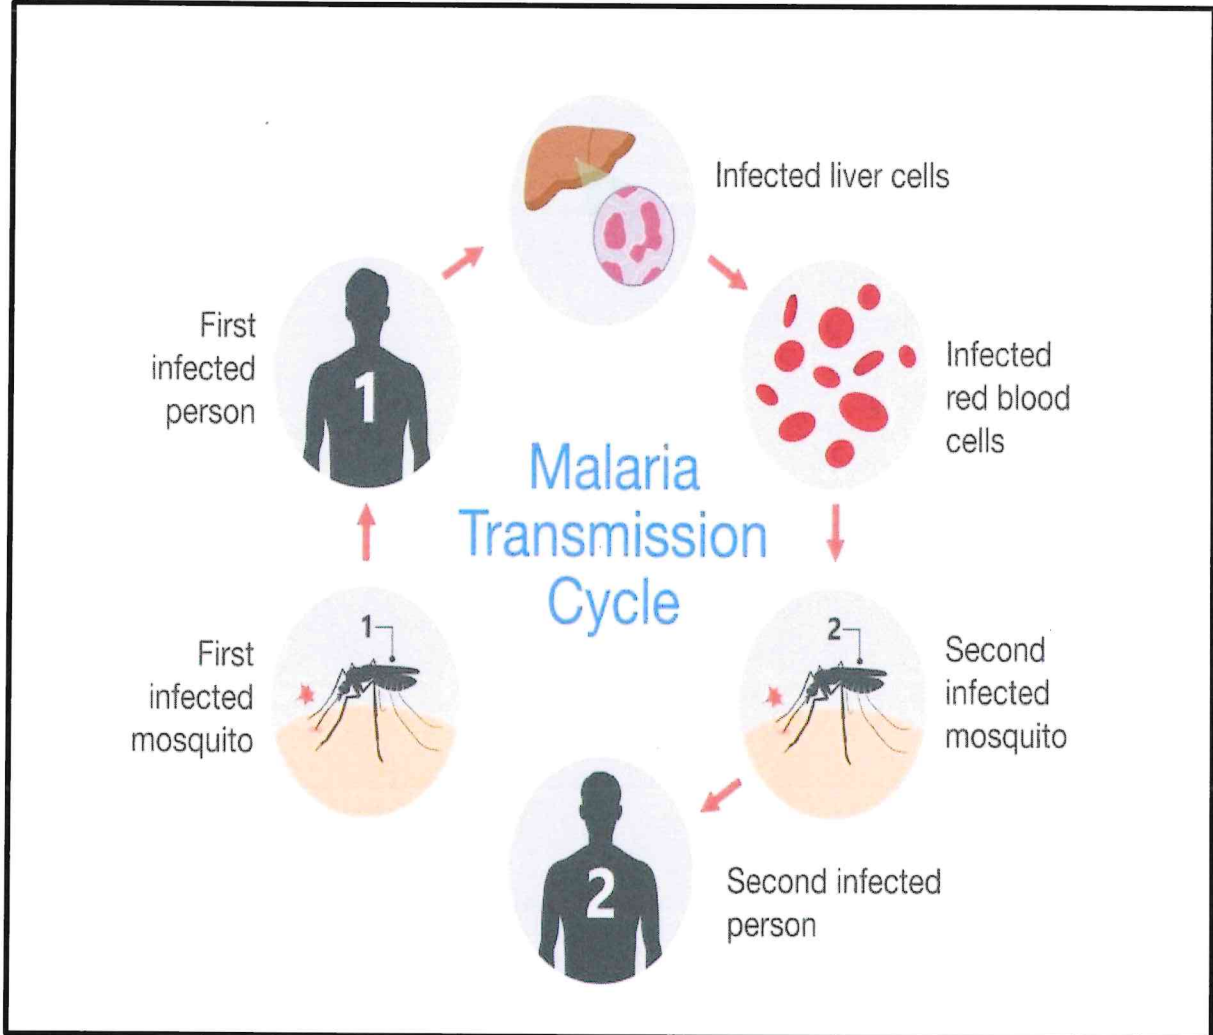 Malaria
Transmission
Cycle
Infected liver cells
Infected
red blood
cells
2
Second
infected
mosquito
Second infected
person
2
1
First
infected
mosquito
First
infected
person
1